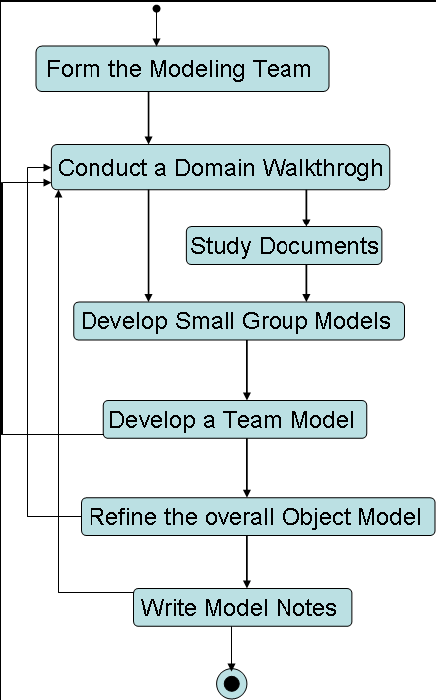 Form the Modeling Team
Conduct a Domain Walkthrogh
Study Documents
Develop Small Group Models
Develop a Team Model
Refine the overall Object Model
Write Model Notes